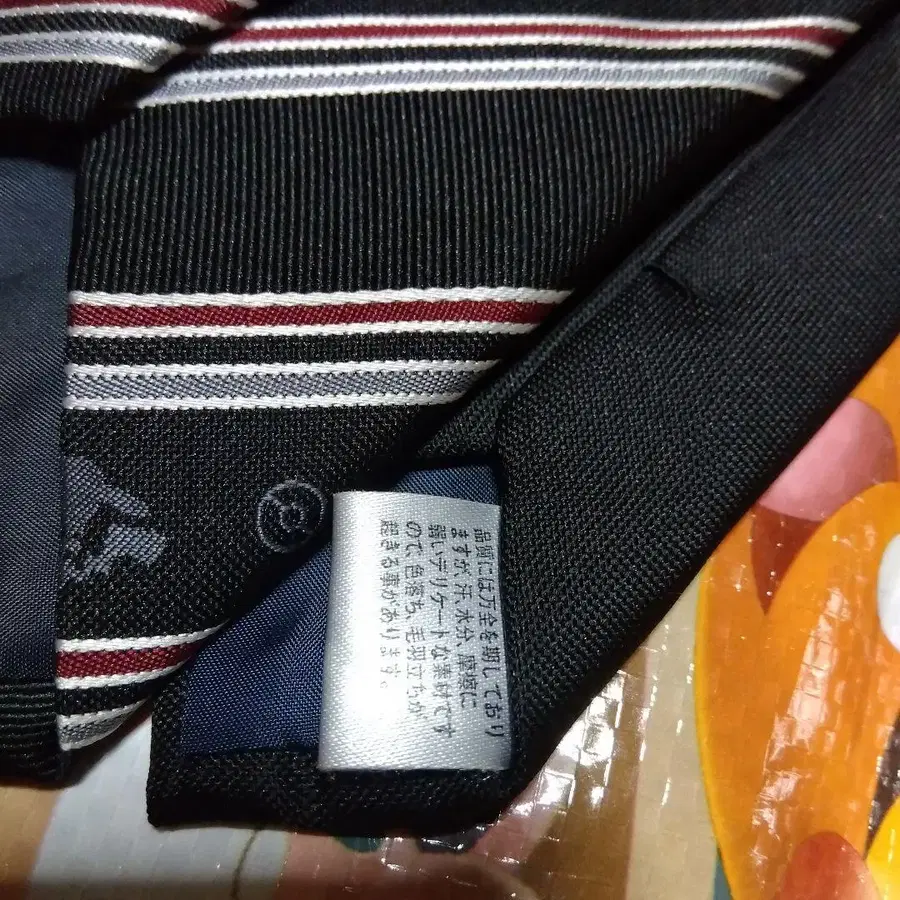 品質には万全を期しており
ますが、汗、水分、摩擦に
弱いデリケートな素材です
ので、色落ち、毛羽立ちが
起きる事があります。